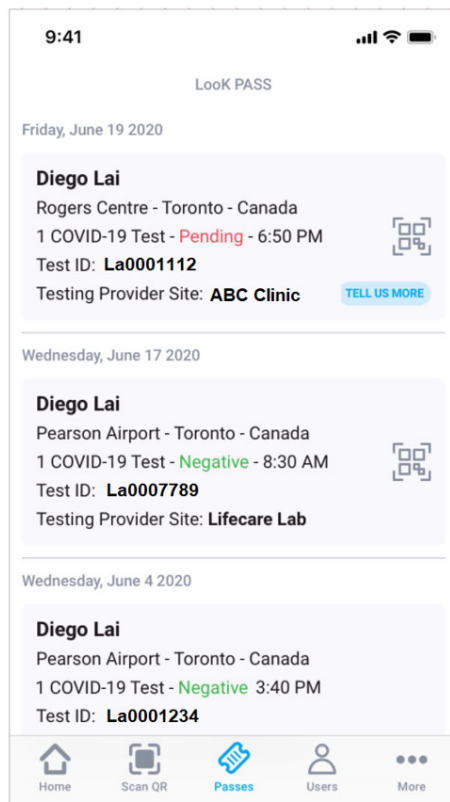 9:41
LooK PASS
Friday, June 19 2020
Diego Lai
Rogers Centre - Toronto - Canada
1 COVID-19 Test - Pending - 6:50 PM
Test ID: La0001112
Testing Provider Site: ABC Clinic
TELL US MORE
Wednesday, June 17 2020
Diego Lai
Pearson Airport - Toronto - Canada
1 COVID-19 Test - Negative - 8:30 AM
Test ID: La0007789
Testing Provider Site: Lifecare Lab
Wednesday, June 4 2020
Diego Lai
Pearson Airport - Toronto - Canada
1 COVID-19 Test - Negative 3:40 PM
Test ID: La0001234
Home Scan QR Passes Users More